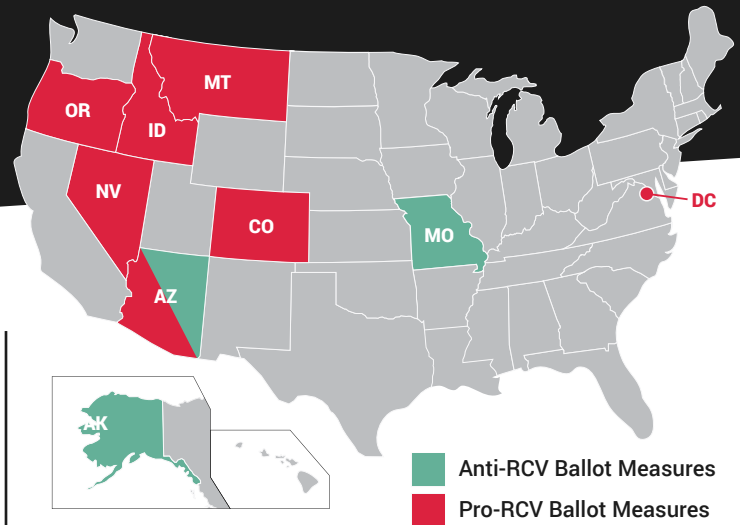 MT
OR
ID
NV
CO
MO
DC
AZ
AK
Anti-RCV Ballot Measures
Pro-RCV Ballot Measures